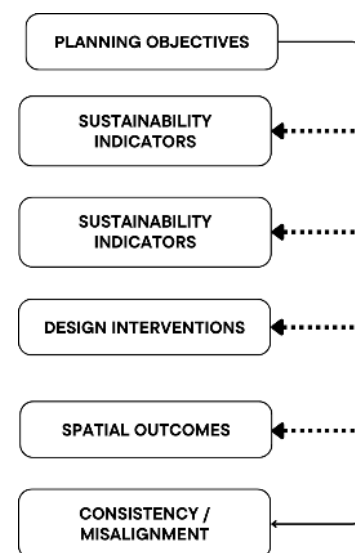 PLANNING OBJECTIVES
SUSTAINABILITY
INDICATORS
SUSTAINABILITY
INDICATORS
DESIGN INTERVENTIONS
SPATIAL OUTCOMES
CONSISTENCY /
MISALIGNMENT